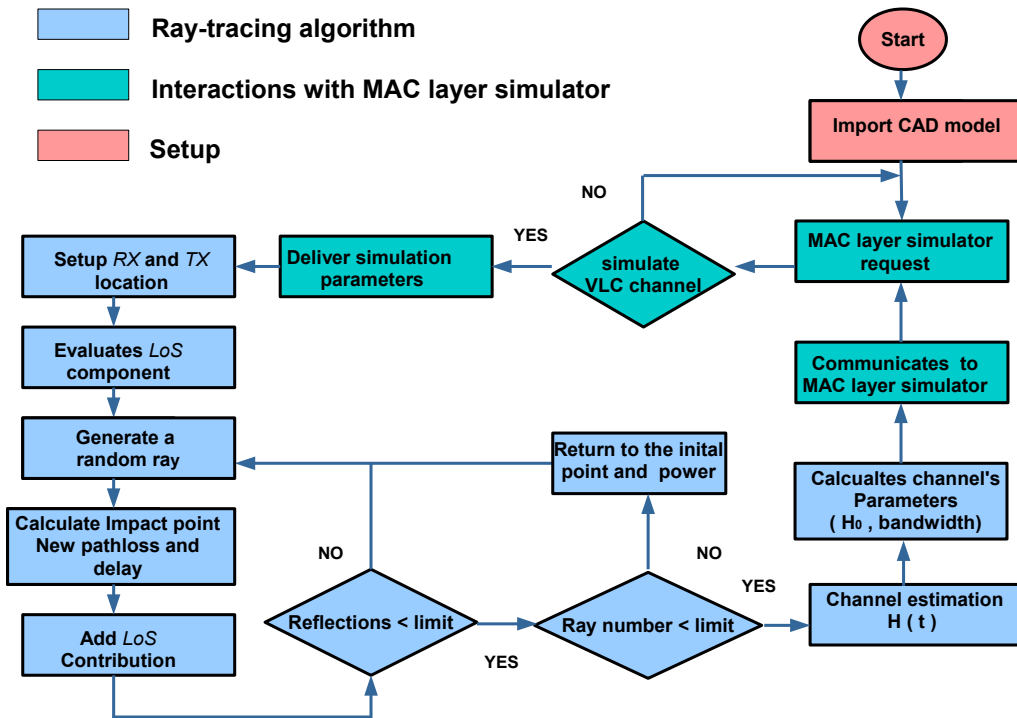 Ray-tracing algorithm
Interactions with MAC layer simulator
Setup
Start
Import CAD model
MAC layer simulator
request
simulate
VLC channel
NO
YES
Deliver simulation
parameters
Setup RX and TX
location
Evaluates LoS
component
Generate a
random ray
Calculate Impact point
New pathloss and
delay
Add LoS
Contribution
Reflections < limit
NO
YES
Ray number < limit
NO
YES
Return to the inital
point and power
Channel estimation
H ( t )
Calcualtes channel's
Parameters
( H₀ , bandwidth)
Communicates to
MAC layer simulator